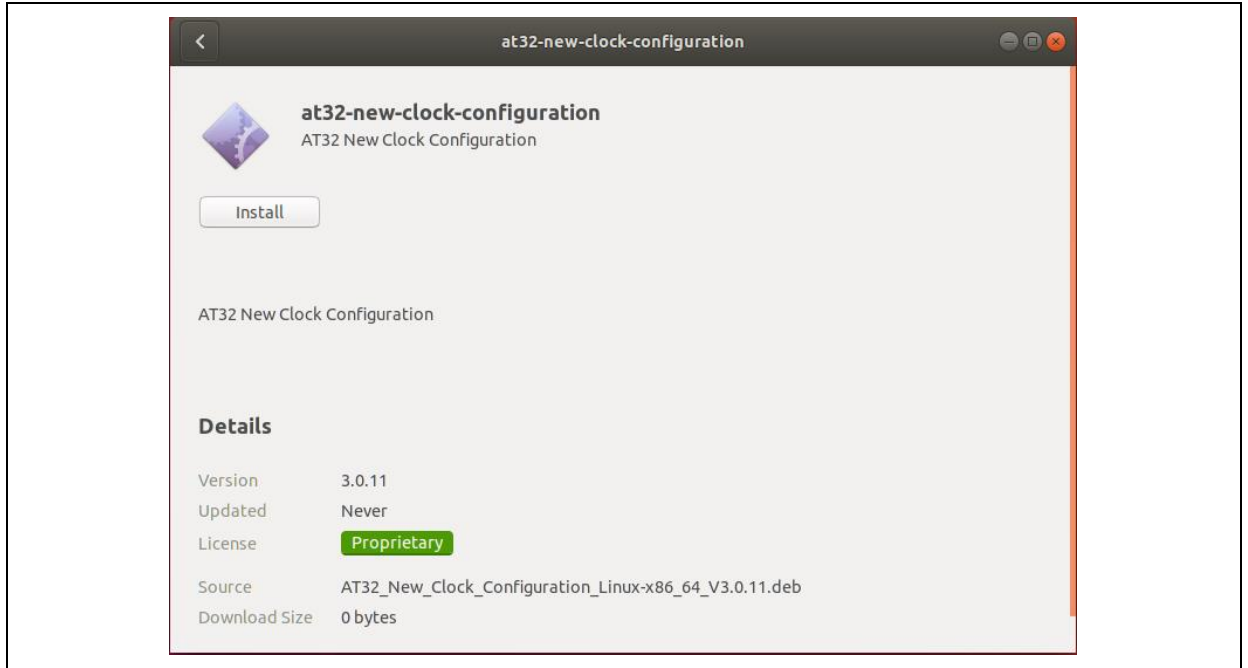 at32-new-clock-configuration
at32-new-clock-configuration
AT32 New Clock Configuration
Install
AT32 New Clock Configuration
Details
Version 3.0.11
Updated Never
License Proprietary
Source AT32_New_Clock_Configuration_Linux-x86_64_V3.0.11.deb
Download Size 0 bytes